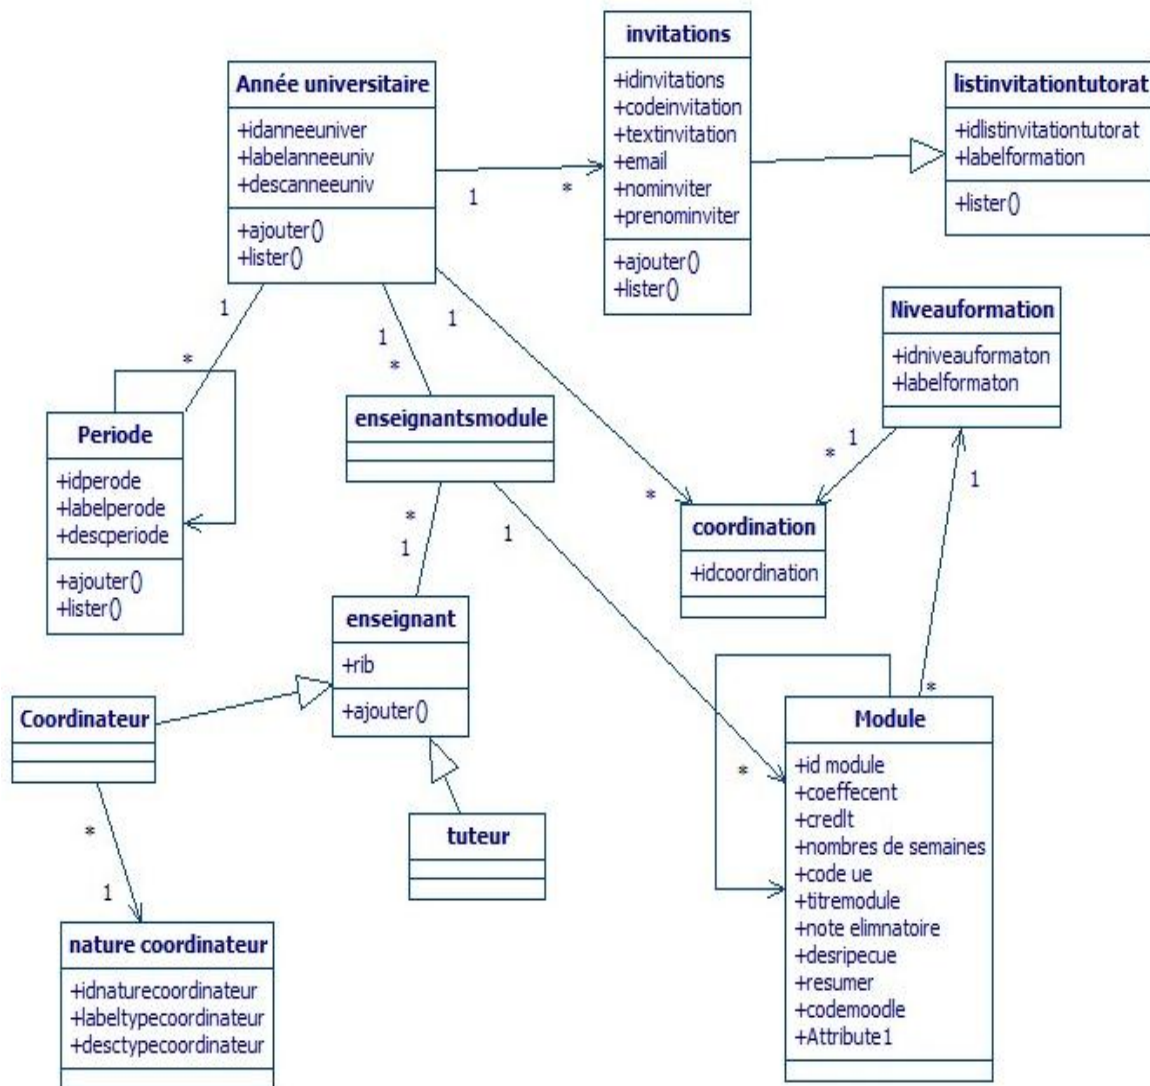 invitations
+idinvitations
+codeinvitation
+textinvitation
+email
+nominviter
+prenominviter
+ajouter()
+lister()
Année universitaire
+idanneeuniver
+labelanneeuniv
+descanneeuniv
+ajouter()
+lister()
listinvitationtutorat
+idlistinvitationtutorat
+labelformation
+lister()
1
*
1
*
1
*
1
*
Niveauformation
+idniveauformaton
+labelformaton
*
Periode
+idperode
+labelperode
+descperiode
+ajouter()
+lister()
enseignantsmodule
1
*
coordination
+idcoordination
1
*
*
1
1
*
enseignant
+rib
+ajouter()
Coordinateur
tuteur
*
1
nature coordinateur
+idnaturecoordinateur
+labeltypecoordinateur
+desctypecoordinateur
Module
+id module
+coeffecent
+credIt
+nombres de semaines
+code ue
+titremodule
+note elimnatoire
+desripecue
+resumer
+codemoodle
+Attribute1